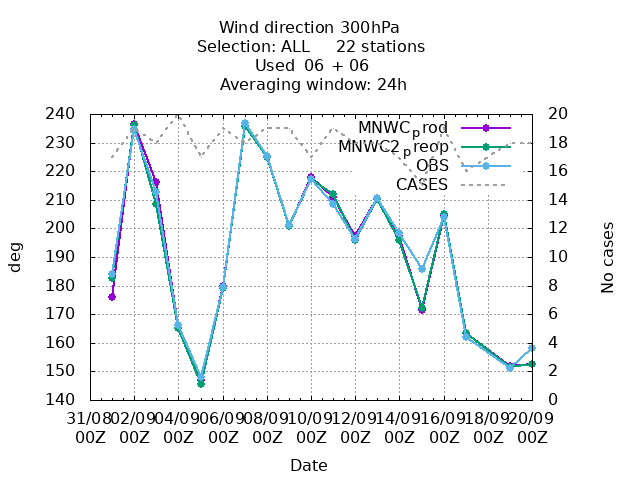 Wind direction 300hPa
Selection: ALL 22 stations
Used 06 + 06
Averaging window: 24h
240 20
230 18
220 16
210 14
200 12
190 10
180 8
170 6
160 4
150 2
140 0
MNWC_prod
MNWC2_preop
OBS
CASES
deg
No cases
31/08 02/09 04/09 06/09 08/09 10/09 12/09 14/09 16/09 18/09 20/09
00Z 00Z 00Z 00Z 00Z 00Z 00Z 00Z 00Z 00Z 00Z
Date